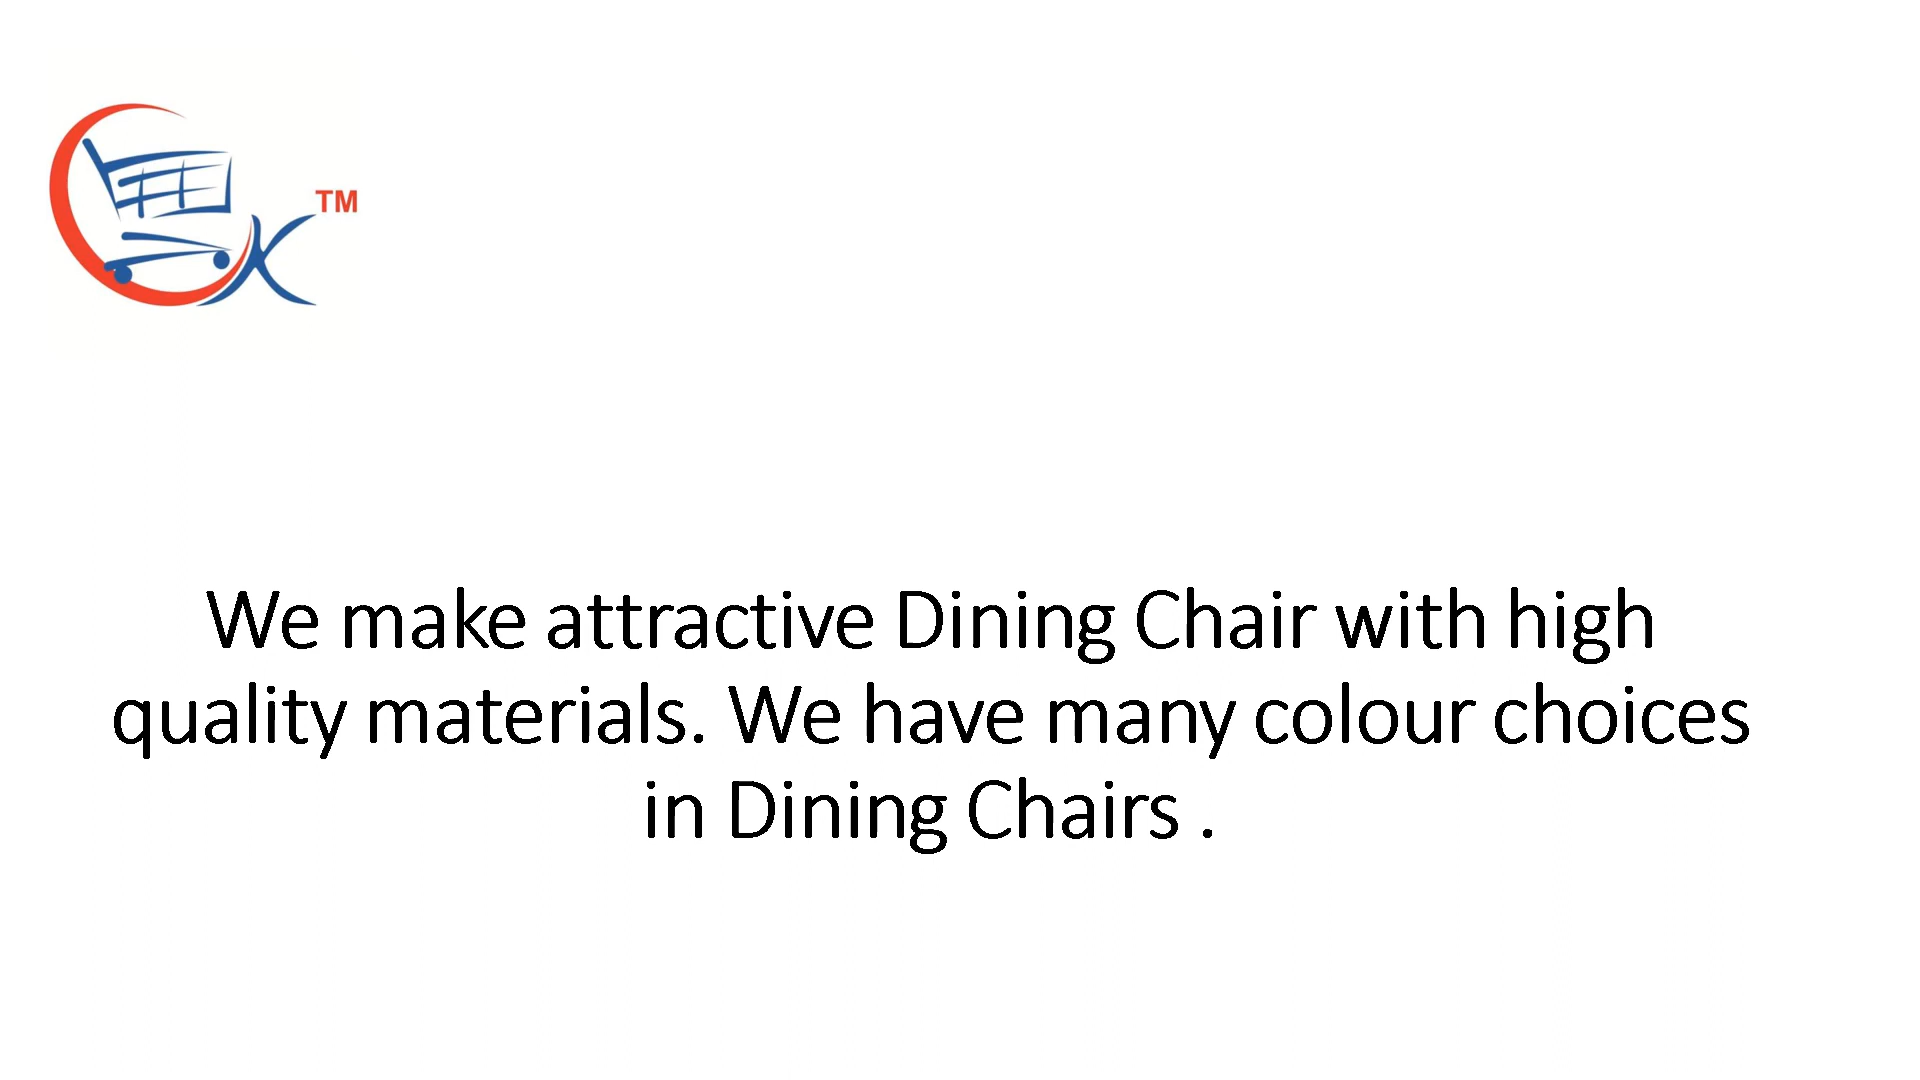 TM
We make attractive Dining Chair with high
quality materials. We have many colour choices
in Dining Chairs .